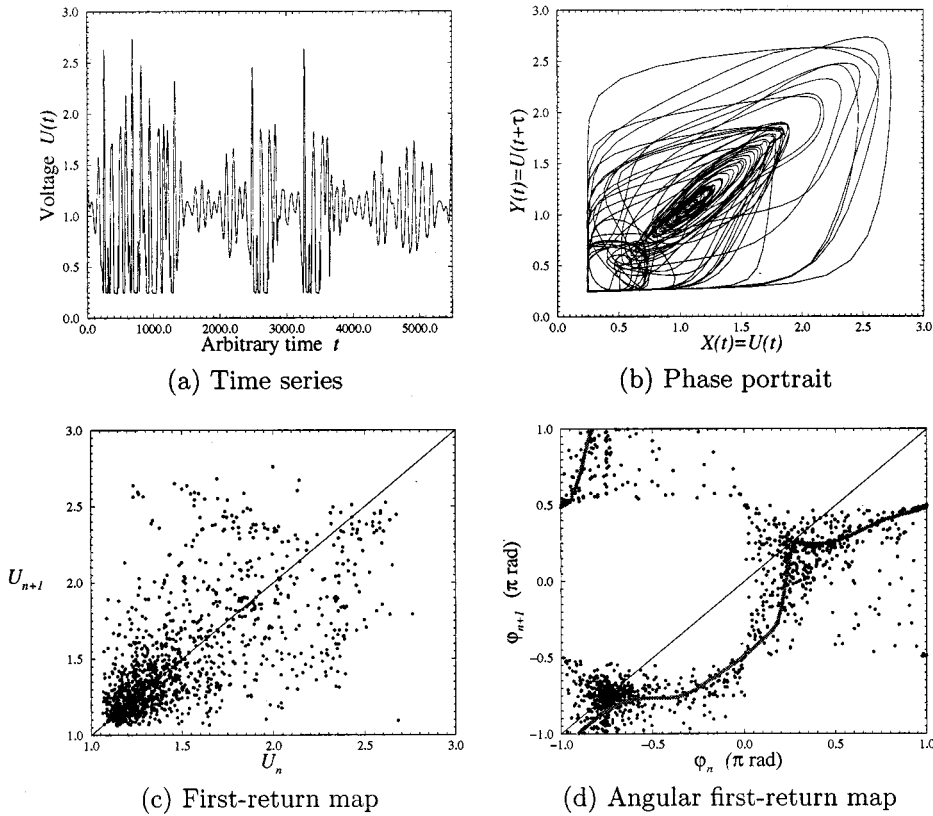 3.0
2.5
2.0
1.5
1.0
0.5
0.0
Voltage U(t)
0.0 1000.0 2000.0 3000.0 4000.0 5000.0
Arbitrary time t
(a) Time series
3.0
2.5
2.0
1.5
1.0
0.5
0.0
Y(t)=U(t+τ)
0.0 0.5 1.0 1.5 2.0 2.5 3.0
X(t)=U(t)
(b) Phase portrait
3.0
2.5
2.0
1.5
1.0
U_{n+1}
1.0 1.5 2.0 2.5 3.0
U_n
(c) First-return map
1.0
0.5
0.0
-0.5
-1.0
φ_{n+1} (π rad)
-1.0 -0.5 0.0 0.5 1.0
φ_n (π rad)
(d) Angular first-return map